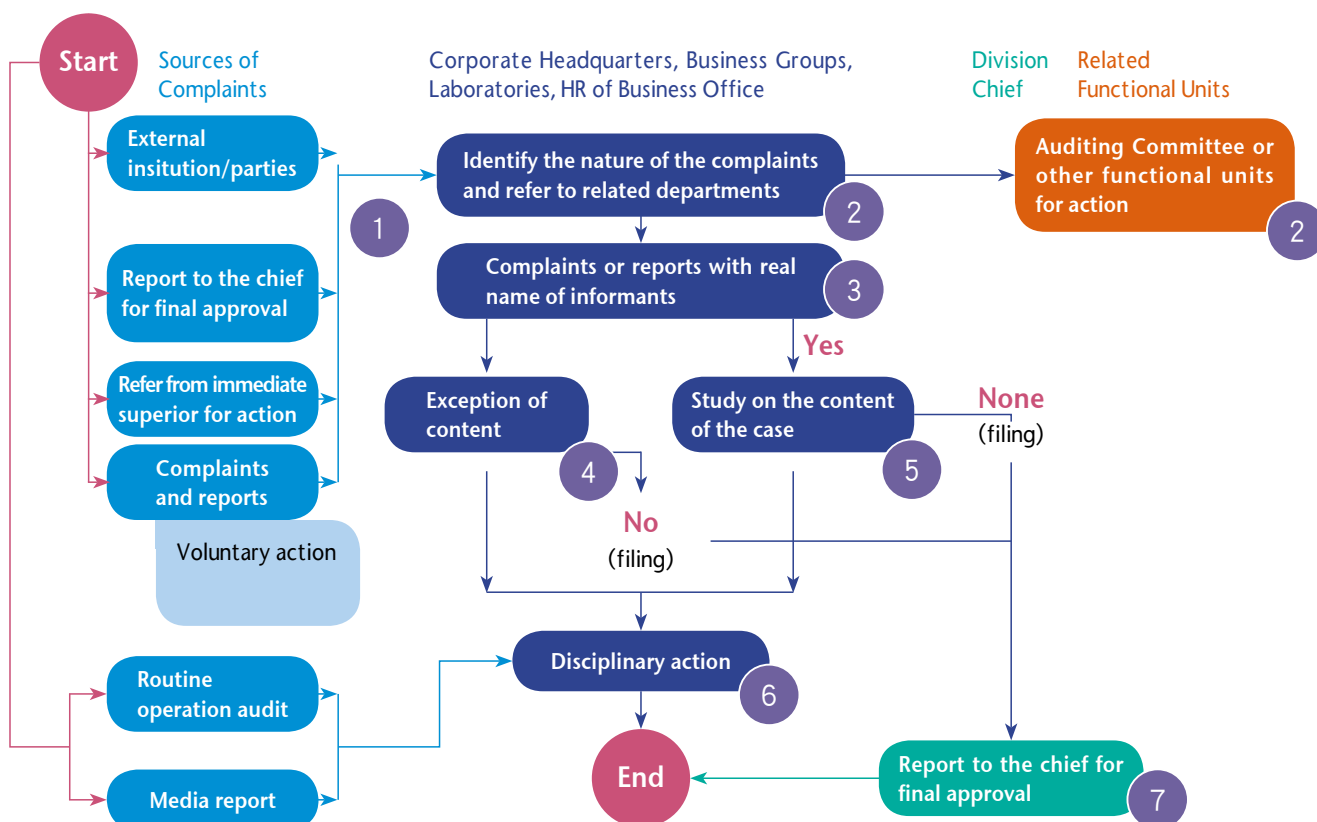 Start
Sources of
Complaints
Corporate Headquarters, Business Groups,
Laboratories, HR of Business Office
Division
Chief
Related
Functional Units
External
insitution/parties
Identify the nature of the complaints
and refer to related departments
2
Auditing Committee or
other functional units
for action
2
1
Report to the chief
for final approval
Complaints or reports with real
name of informants
3
Yes
Refer from immediate
superior for action
Exception of
content
4
Study on the content
of the case
5
None
(filing)
Complaints
and reports
Voluntary action
No
(filing)
Routine
operation audit
Disciplinary action
6
Media report
End
Report to the chief for
final approval
7